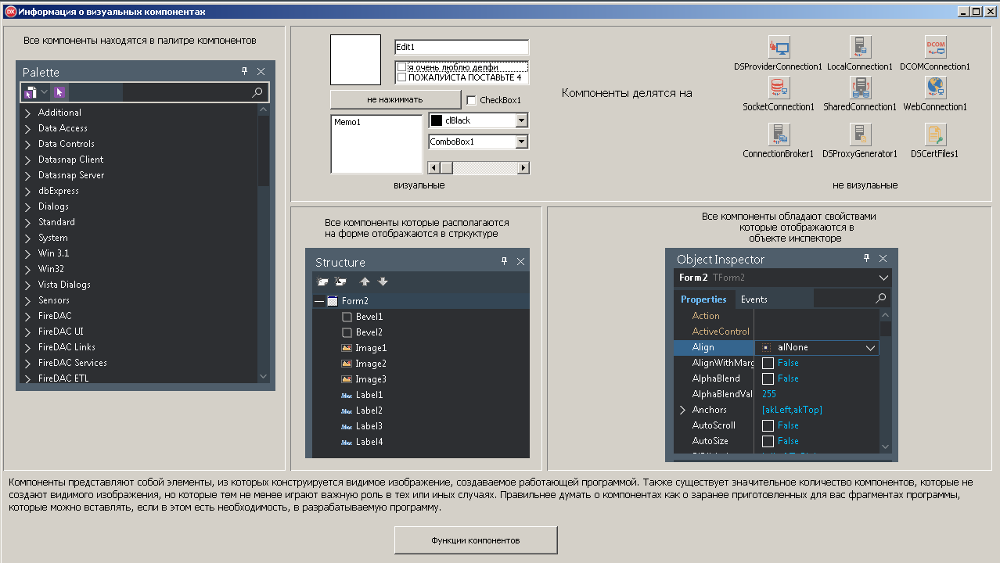 Информация о визуальных компонентах
Все компоненты находятся в палитре компонентов
Palette
Additional
Data Access
Data Controls
Datasnap Client
Datasnap Server
dbExpress
Dialogs
Standard
System
Win 3.1
Win32
Vista Dialogs
Sensors
FireDAC
FireDAC UI
FireDAC Links
FireDAC Services
FireDAC ETL
Edit1
я очень люблю делфи
ПОЖАЛУЙСТА ПОСТАВЬТЕ 4
не нажиммать
CheckBox1
Memo1
clBlack
ComboBox1
визуальные
Компоненты делятся на
DSProviderConnection1 LocalConnection1 DCOMConnection1
SocketConnection1 SharedConnection1 WebConnection1
ConnectionBroker1 DSProxyGenerator1 DSCertFiles1
не визулаьные
Все компоненты которые располагаются
на форме отображаются в стркуктуре
Structure
Form2
Bevel1
Bevel2
Image1
Image2
Image3
Label1
Label2
Label3
Label4
Все компоненты обладают свойствами
которые отображаются в
объекте инспекторе
Object Inspector
Form2 TForm2
Properties Events
Action
ActiveControl
Align alNone
AlignWithMarg False
AlphaBlend False
AlphaBlendVal 255
Anchors [akLeft,akTop]
AutoScroll False
AutoSize False
Компоненты представляют собой элементы, из которых конструируется видимое изображение, создаваемое работающей программой. Также существует значительное количество компонентов, которые не
создают видимого изображения, но которые тем не менее играют важную роль в тех или иных случаях. Правильнее думать о компонентах как о заранее приготовленных для вас фрагментах программы,
которые можно вставлять, если в этом есть необходимость, в разрабатываемую программу.
Функции компонентов